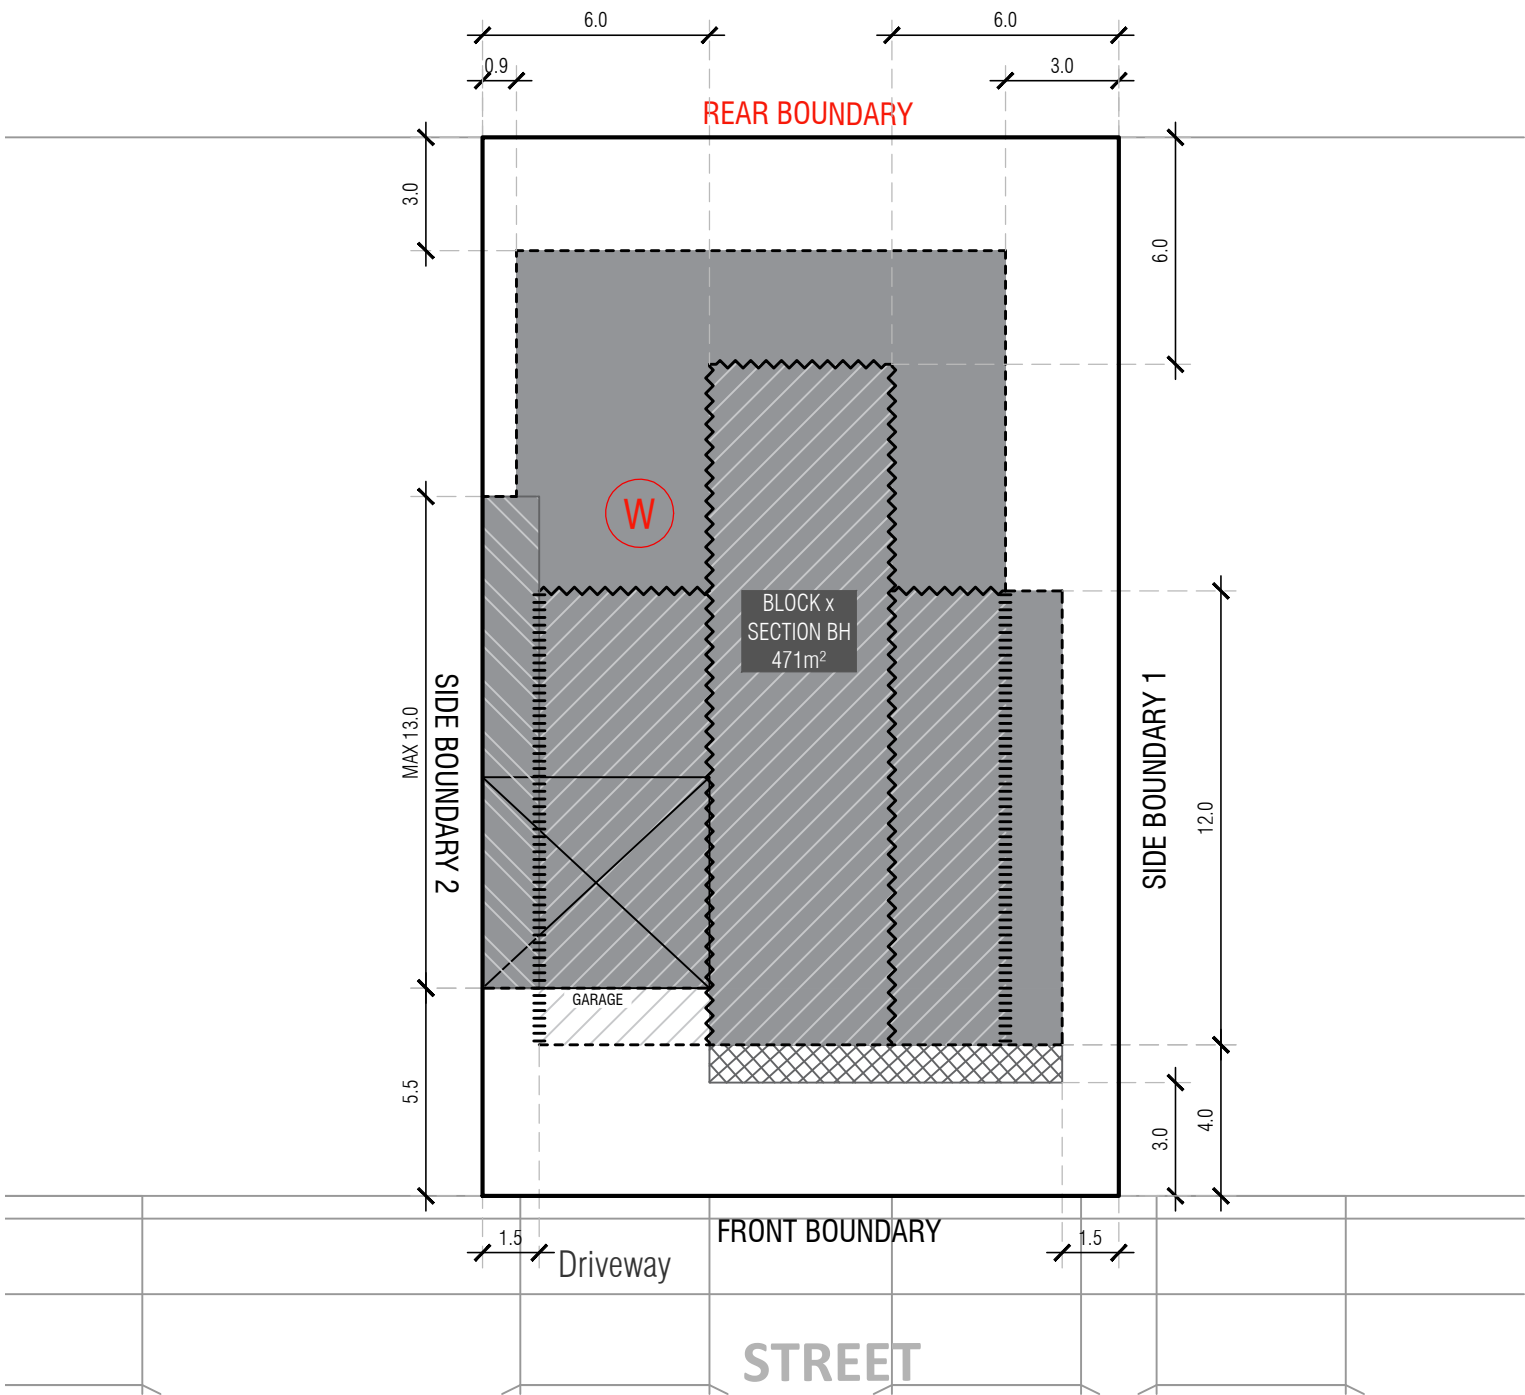 6.0
6.0
0.9
3.0
REAR BOUNDARY
3.0
6.0
W
BLOCK x
SECTION BH
471m²
SIDE BOUNDARY 2
MAX 13.0
SIDE BOUNDARY 1
12.0
GARAGE
5.5
3.0
4.0
1.5
FRONT BOUNDARY
1.5
Driveway
STREET